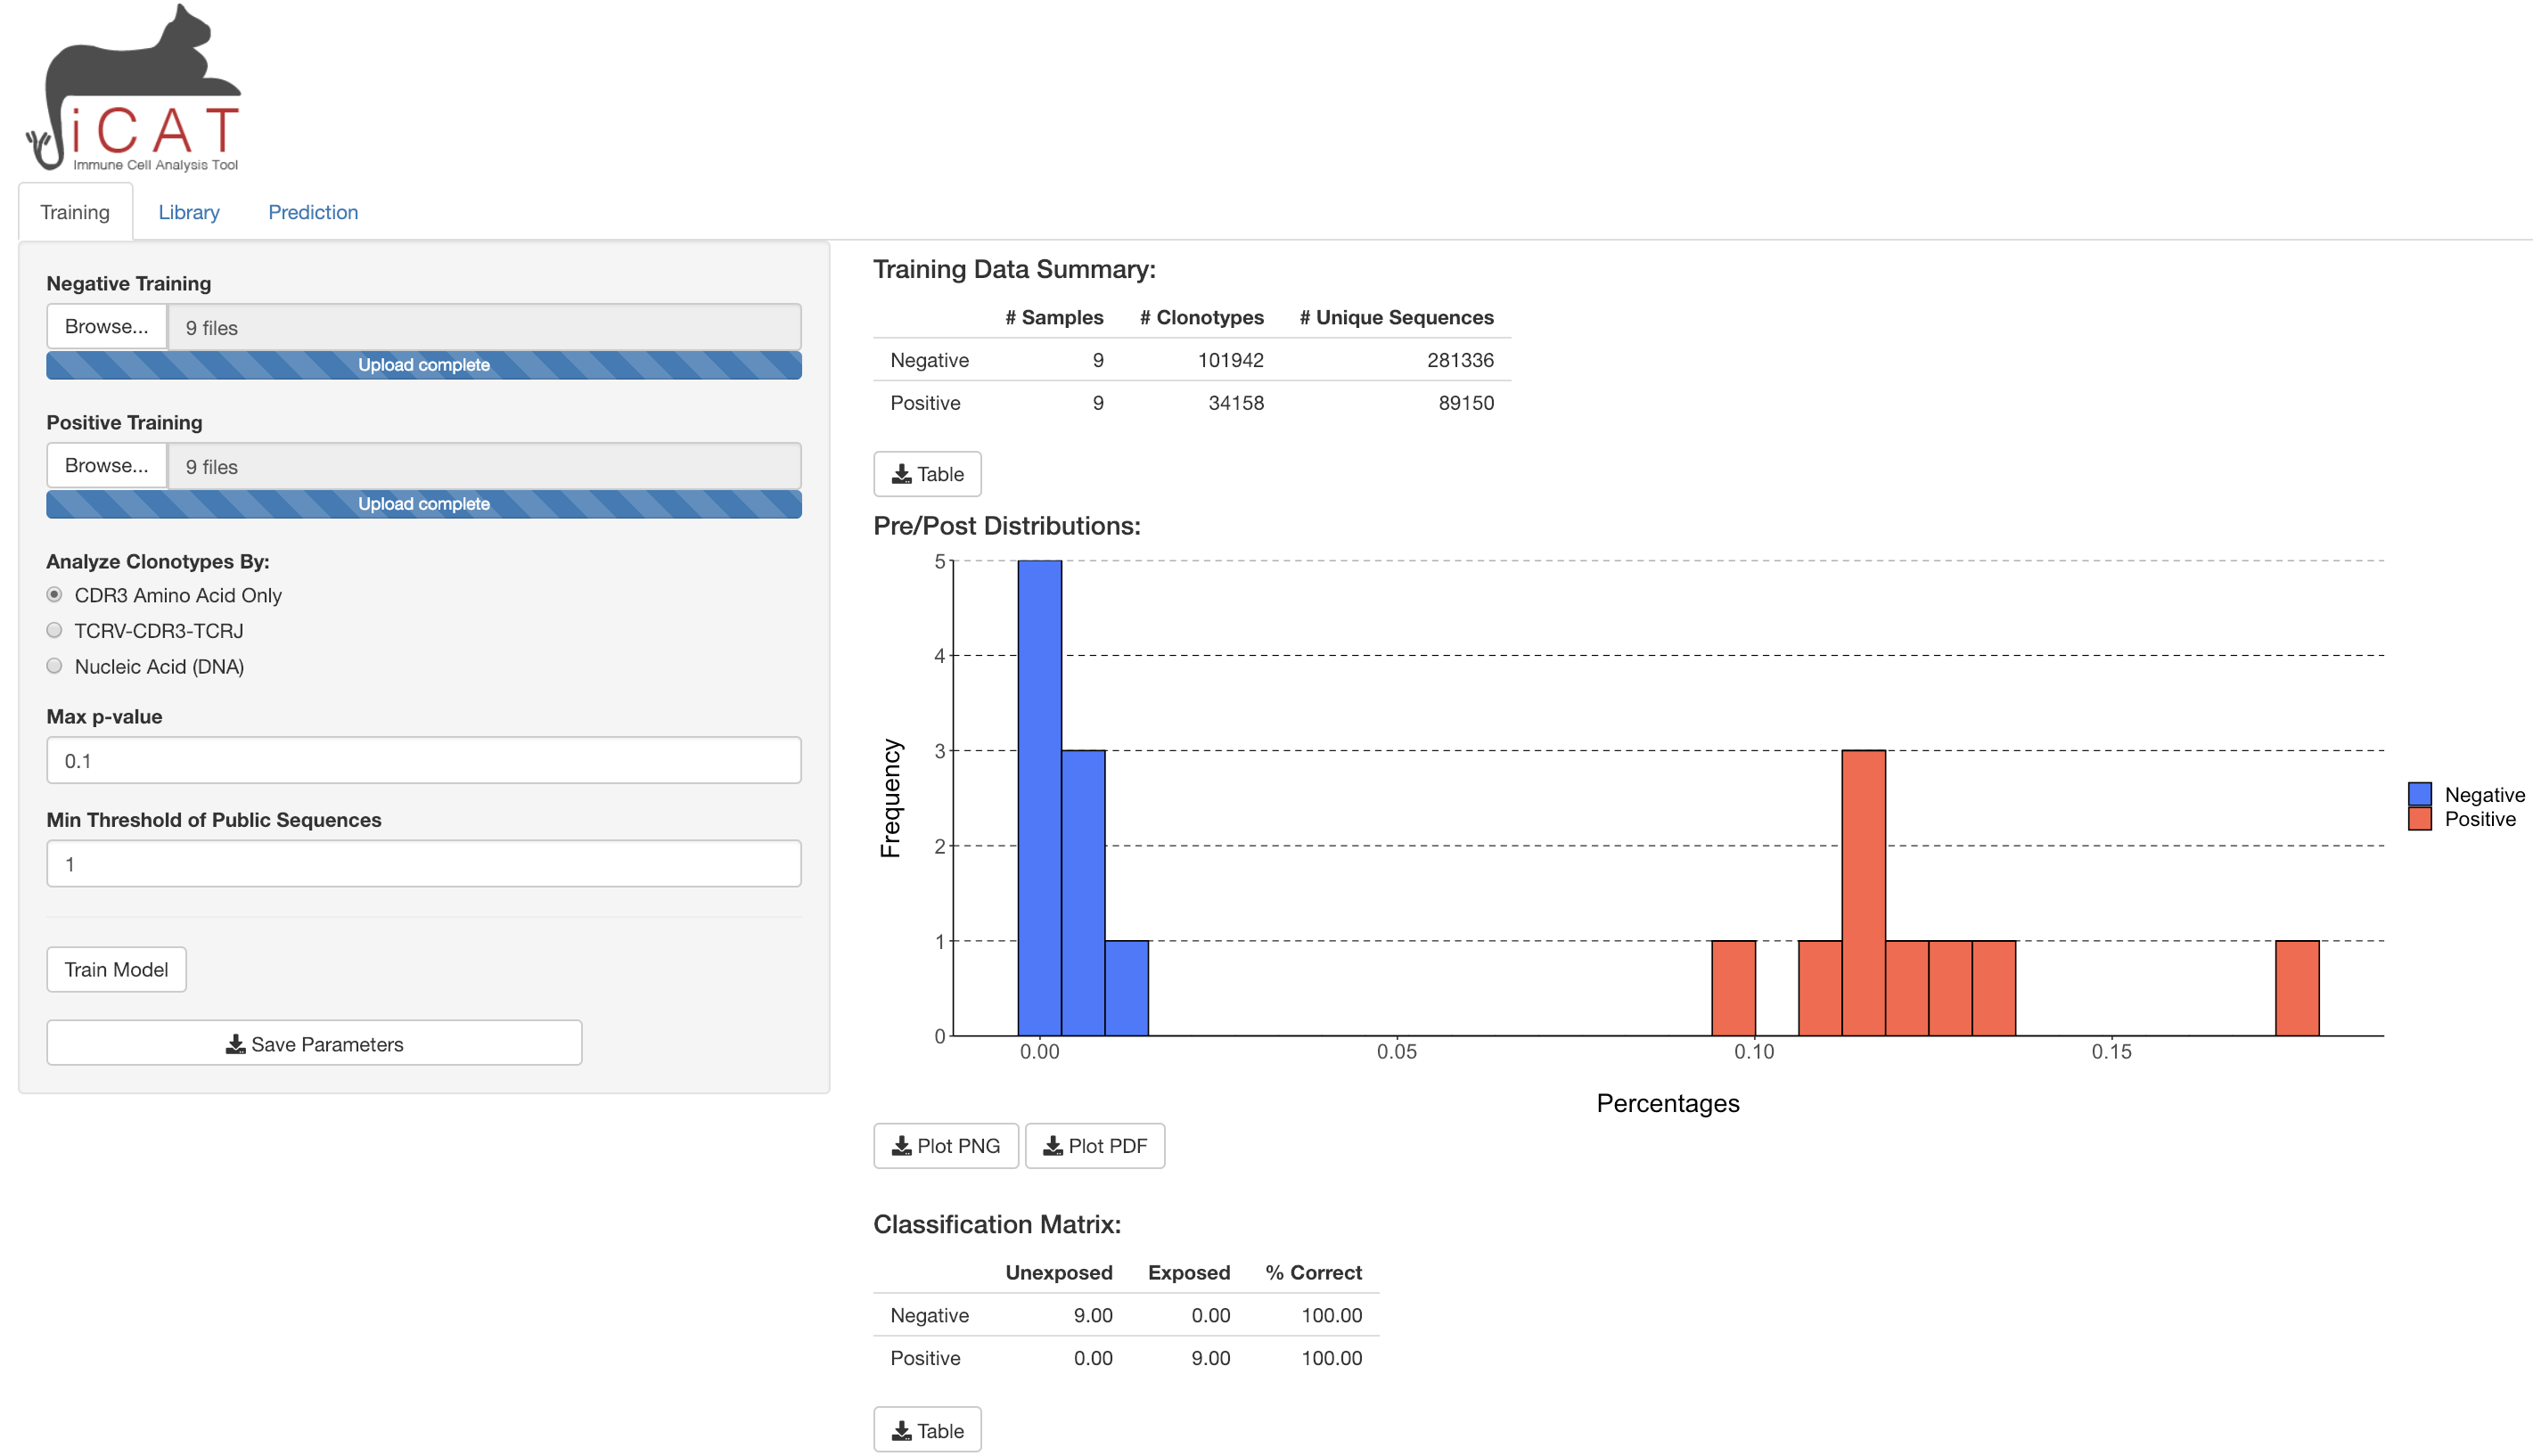 iCAT
Immune Cell Analysis Tool
Training Library Prediction
Negative Training
Browse... 9 files
Upload complete
Positive Training
Browse... 9 files
Upload complete
Analyze Clonotypes By:
CDR3 Amino Acid Only
TCRV-CDR3-TCRJ
Nucleic Acid (DNA)
Max p-value
0.1
Min Threshold of Public Sequences
1
Train Model
Save Parameters
Training Data Summary:
# Samples # Clonotypes # Unique Sequences
Negative 9 101942 281336
Positive 9 34158 89150
Table
Pre/Post Distributions:
5
4
3
2
1
0
Frequency
0.00 0.05 0.10 0.15
Percentages
Negative
Positive
Plot PNG Plot PDF
Classification Matrix:
Unexposed Exposed % Correct
Negative 9.00 0.00 100.00
Positive 0.00 9.00 100.00
Table